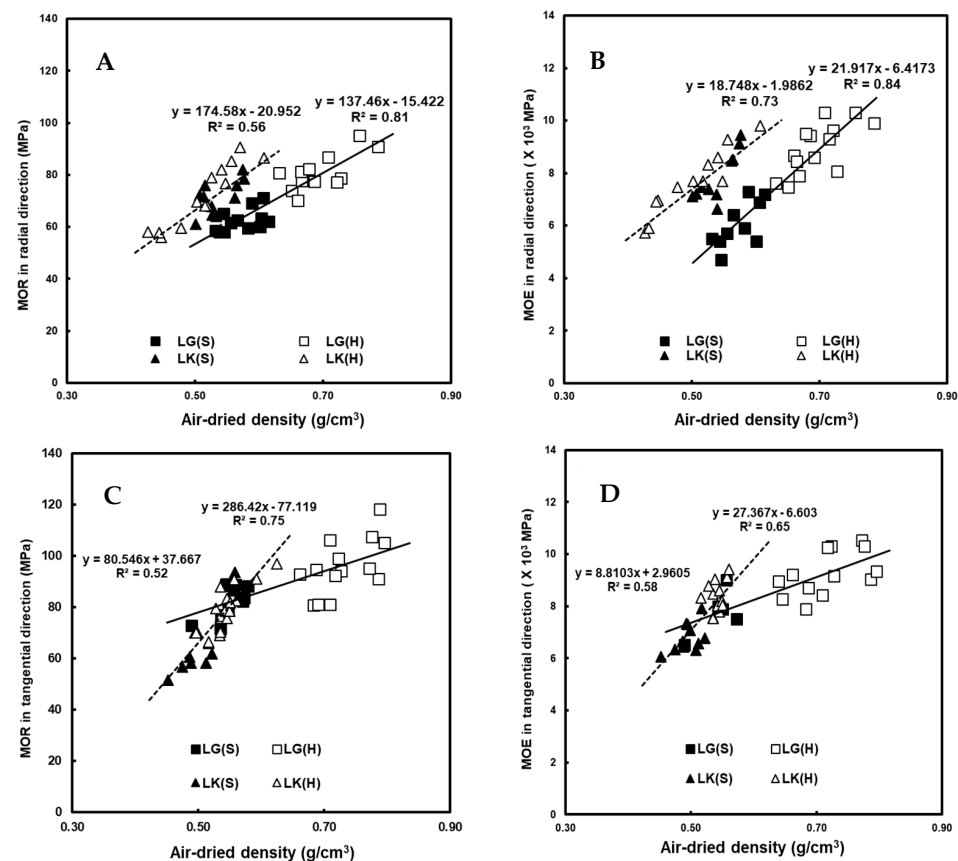 A
y = 174.58x - 20.952
R² = 0.56
y = 137.46x - 15.422
R² = 0.81
MOR in radial direction (MPa)
140
120
100
80
60
40
20
0
LG(S)
LG(H)
LK(S)
LK(H)
0.30
0.50
0.70
0.90
Air-dried density (g/cm³)
B
21.917x - 6.4173
R² = 0.84
18.748x - 1.9862
R² = 0.73
MOE in radial direction ( X 10³ MPa)
14
12
10
8
6
4
2
0
LG(S)
LG(H)
LK(S)
LK(H)
0.30
0.50
0.70
0.90
Air-dried density (g/cm³)
C
y = 286.42x - 77.119
R² = 0.75
y = 80.546x + 37.667
R² = 0.52
MOR in tangential direction (MPa)
140
120
100
80
60
40
20
0
LG(S)
LG(H)
LK(S)
LK(H)
0.30
0.50
0.70
0.90
Air-dried density (g/cm³)
D
y = 27.367x - 6.603
R² = 0.65
y = 8.8103x + 2.9605
R² = 0.58
MOE in tangential direction ( X 10³ MPa)
14
12
10
8
6
4
2
0
LG(S)
LG(H)
LK(S)
LK(H)
0.30
0.50
0.70
0.90
Air-dried density (g/cm³)